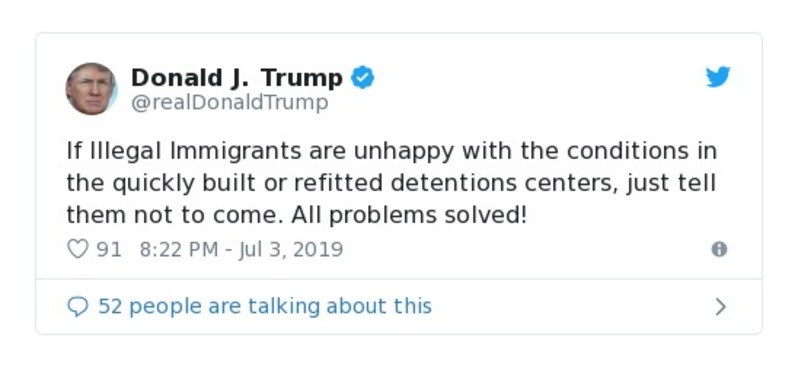 Donald J. Trump
@realDonaldTrump
If Illegal Immigrants are unhappy with the conditions in
the quickly built or refitted detentions centers, just tell
them not to come. All problems solved!
91 8:22 PM - Jul 3, 2019
52 people are talking about this